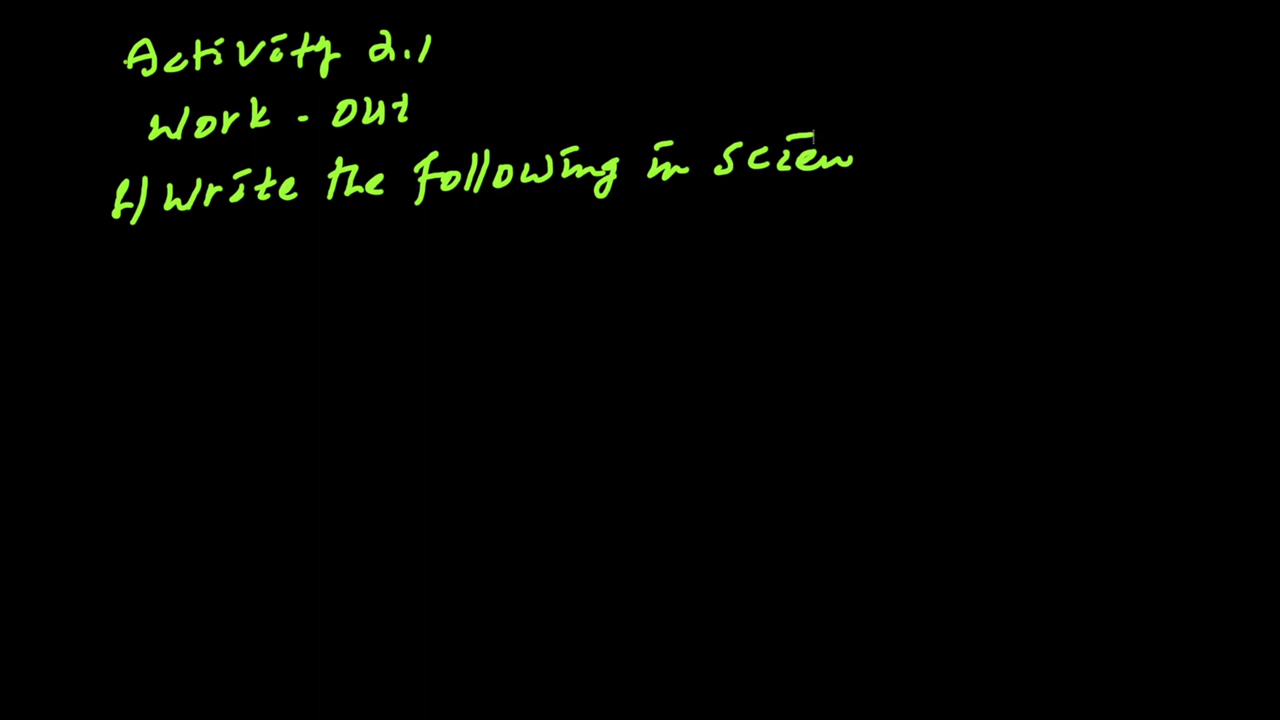 Activity 2.1
Work - out
1) Write the following in scien